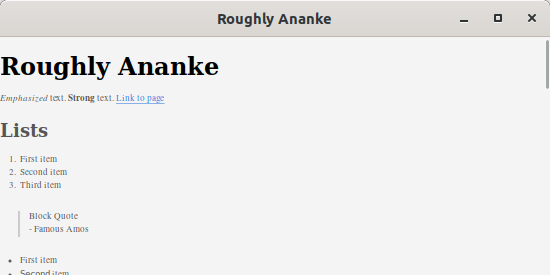 Roughly Ananke
Roughly Ananke
Emphasized text. Strong text. Link to page
Lists
1. First item
2. Second item
3. Third item
Block Quote
- Famous Amos
• First item
• Second item